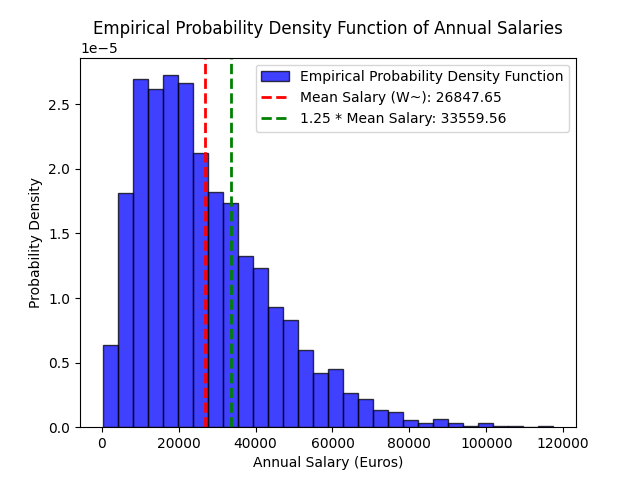 Empirical Probability Density Function of Annual Salaries
1e−5
Empirical Probability Density Function
Mean Salary (W~): 26847.65
1.25 * Mean Salary: 33559.56
2.5
2.0
1.5
1.0
0.5
0.0
Probability Density
0 20000 40000 60000 80000 100000 120000
Annual Salary (Euros)